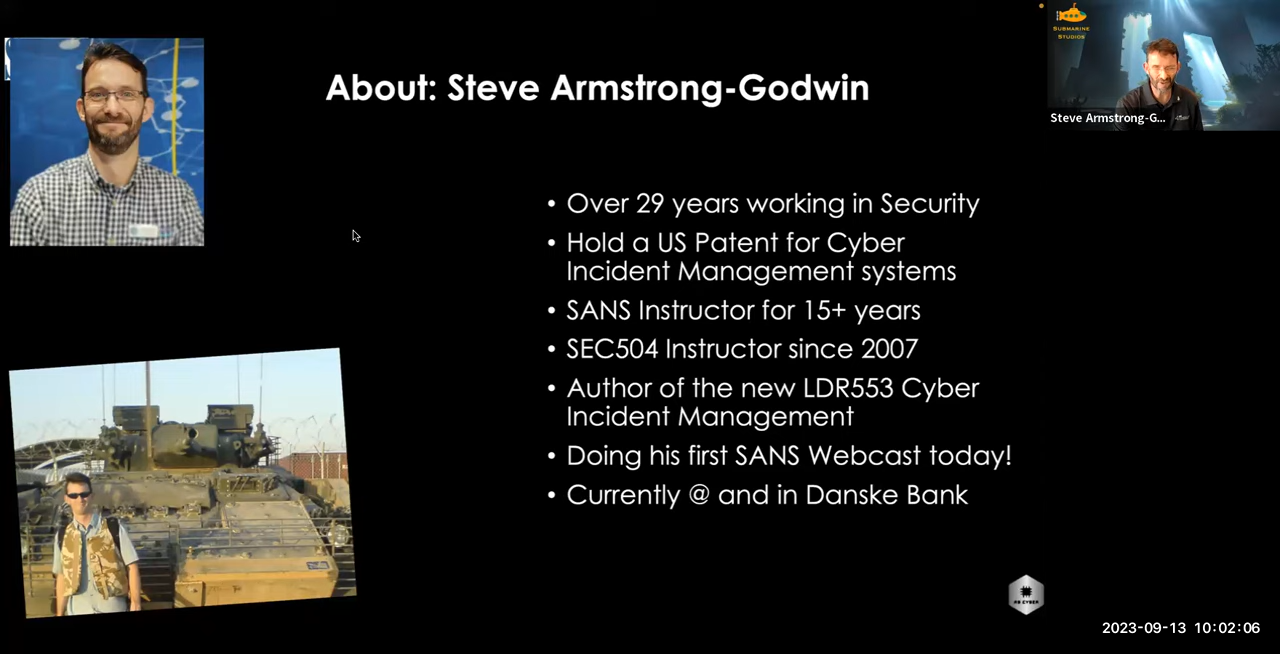 About: Steve Armstrong-Godwin
SUBMARINE
STUDIOS
Steve Armstrong-G...
• Over 29 years working in Security
• Hold a US Patent for Cyber
Incident Management systems
• SANS Instructor for 15+ years
• SEC504 Instructor since 2007
• Author of the new LDR553 Cyber
Incident Management
• Doing his first SANS Webcast today!
• Currently @ and in Danske Bank
2023-09-13 10:02:06